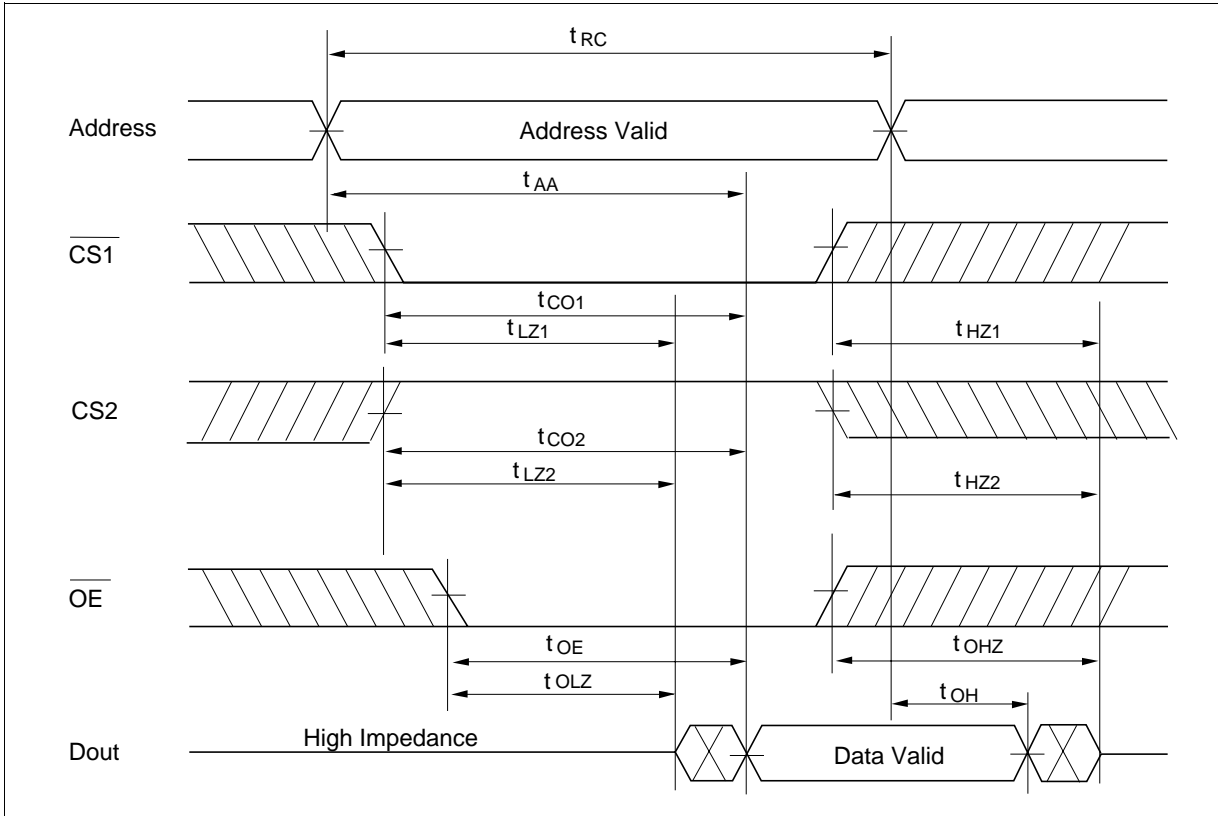 tRC
Address
Address Valid
tAA
CS1
tCO1
tLZ1
tHZ1
CS2
tCO2
tLZ2
tHZ2
OE
tOE
tOHZ
tOLZ
tOH
High Impedance
Dout
Data Valid